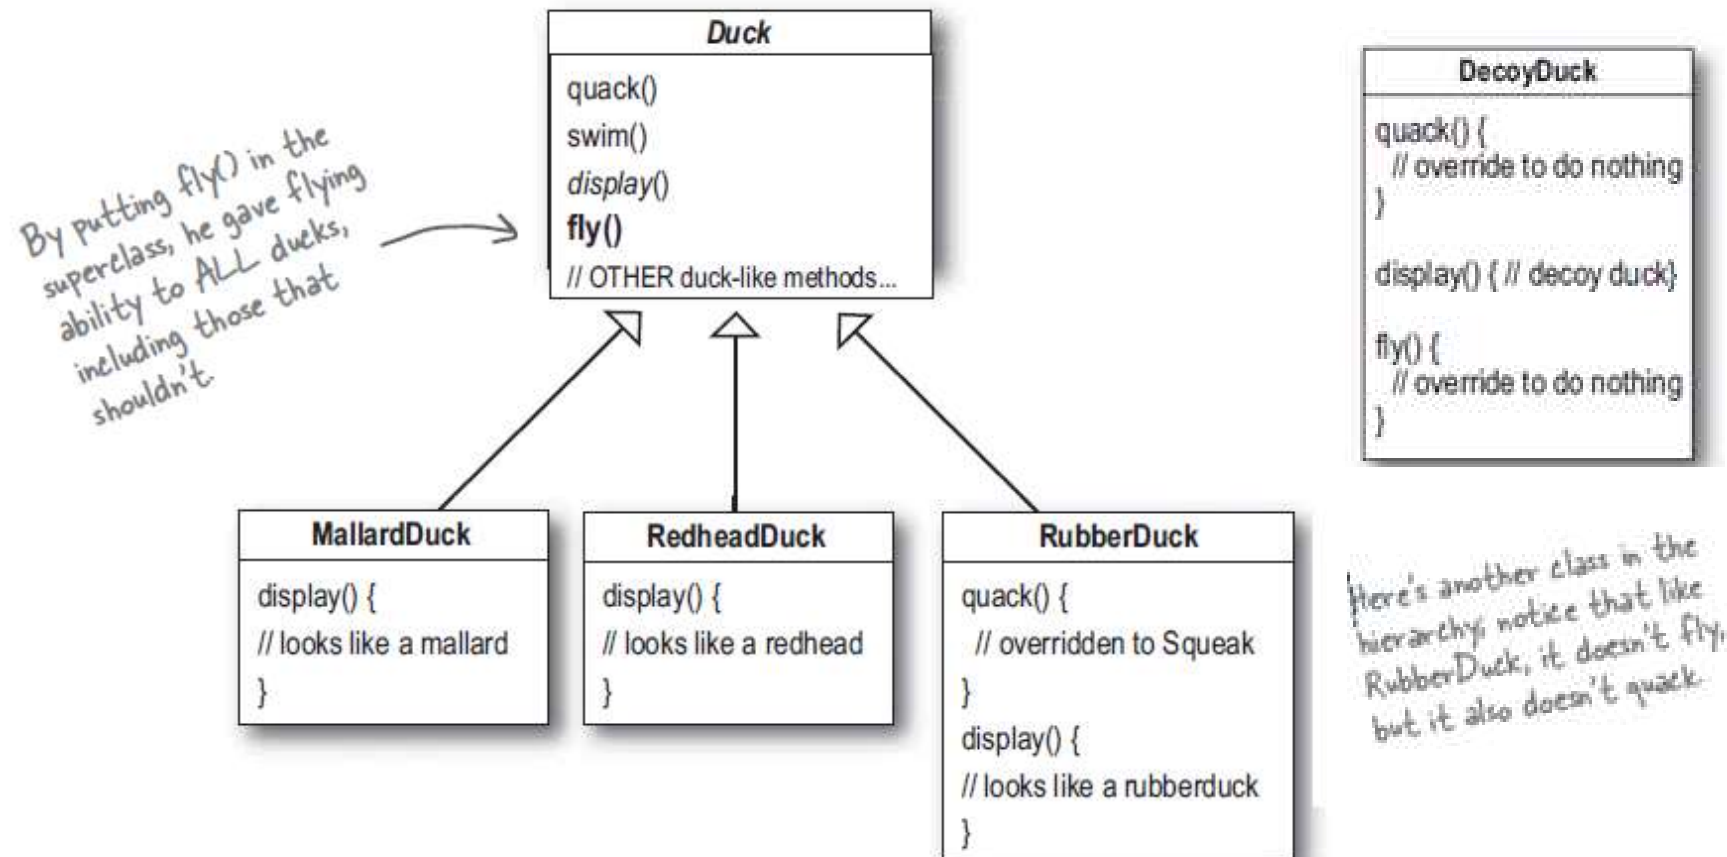 Duck
quack()
swim()
display()
fly()
// OTHER duck-like methods...
By putting fly() in the
superclass, he gave flying
ability to ALL ducks,
including those that
shouldn't.
DecoyDuck
quack() {
// override to do nothing
}
display() { // decoy duck}
fly() {
// override to do nothing
}
MallardDuck
display() {
// looks like a mallard
}
RedheadDuck
display() {
// looks like a redhead
}
RubberDuck
quack() {
// overridden to Squeak
}
display() {
// looks like a rubberduck
}
Here's another class in the
hierarchy; notice that like
RubberDuck, it doesn't fly,
but it also doesn't quack.